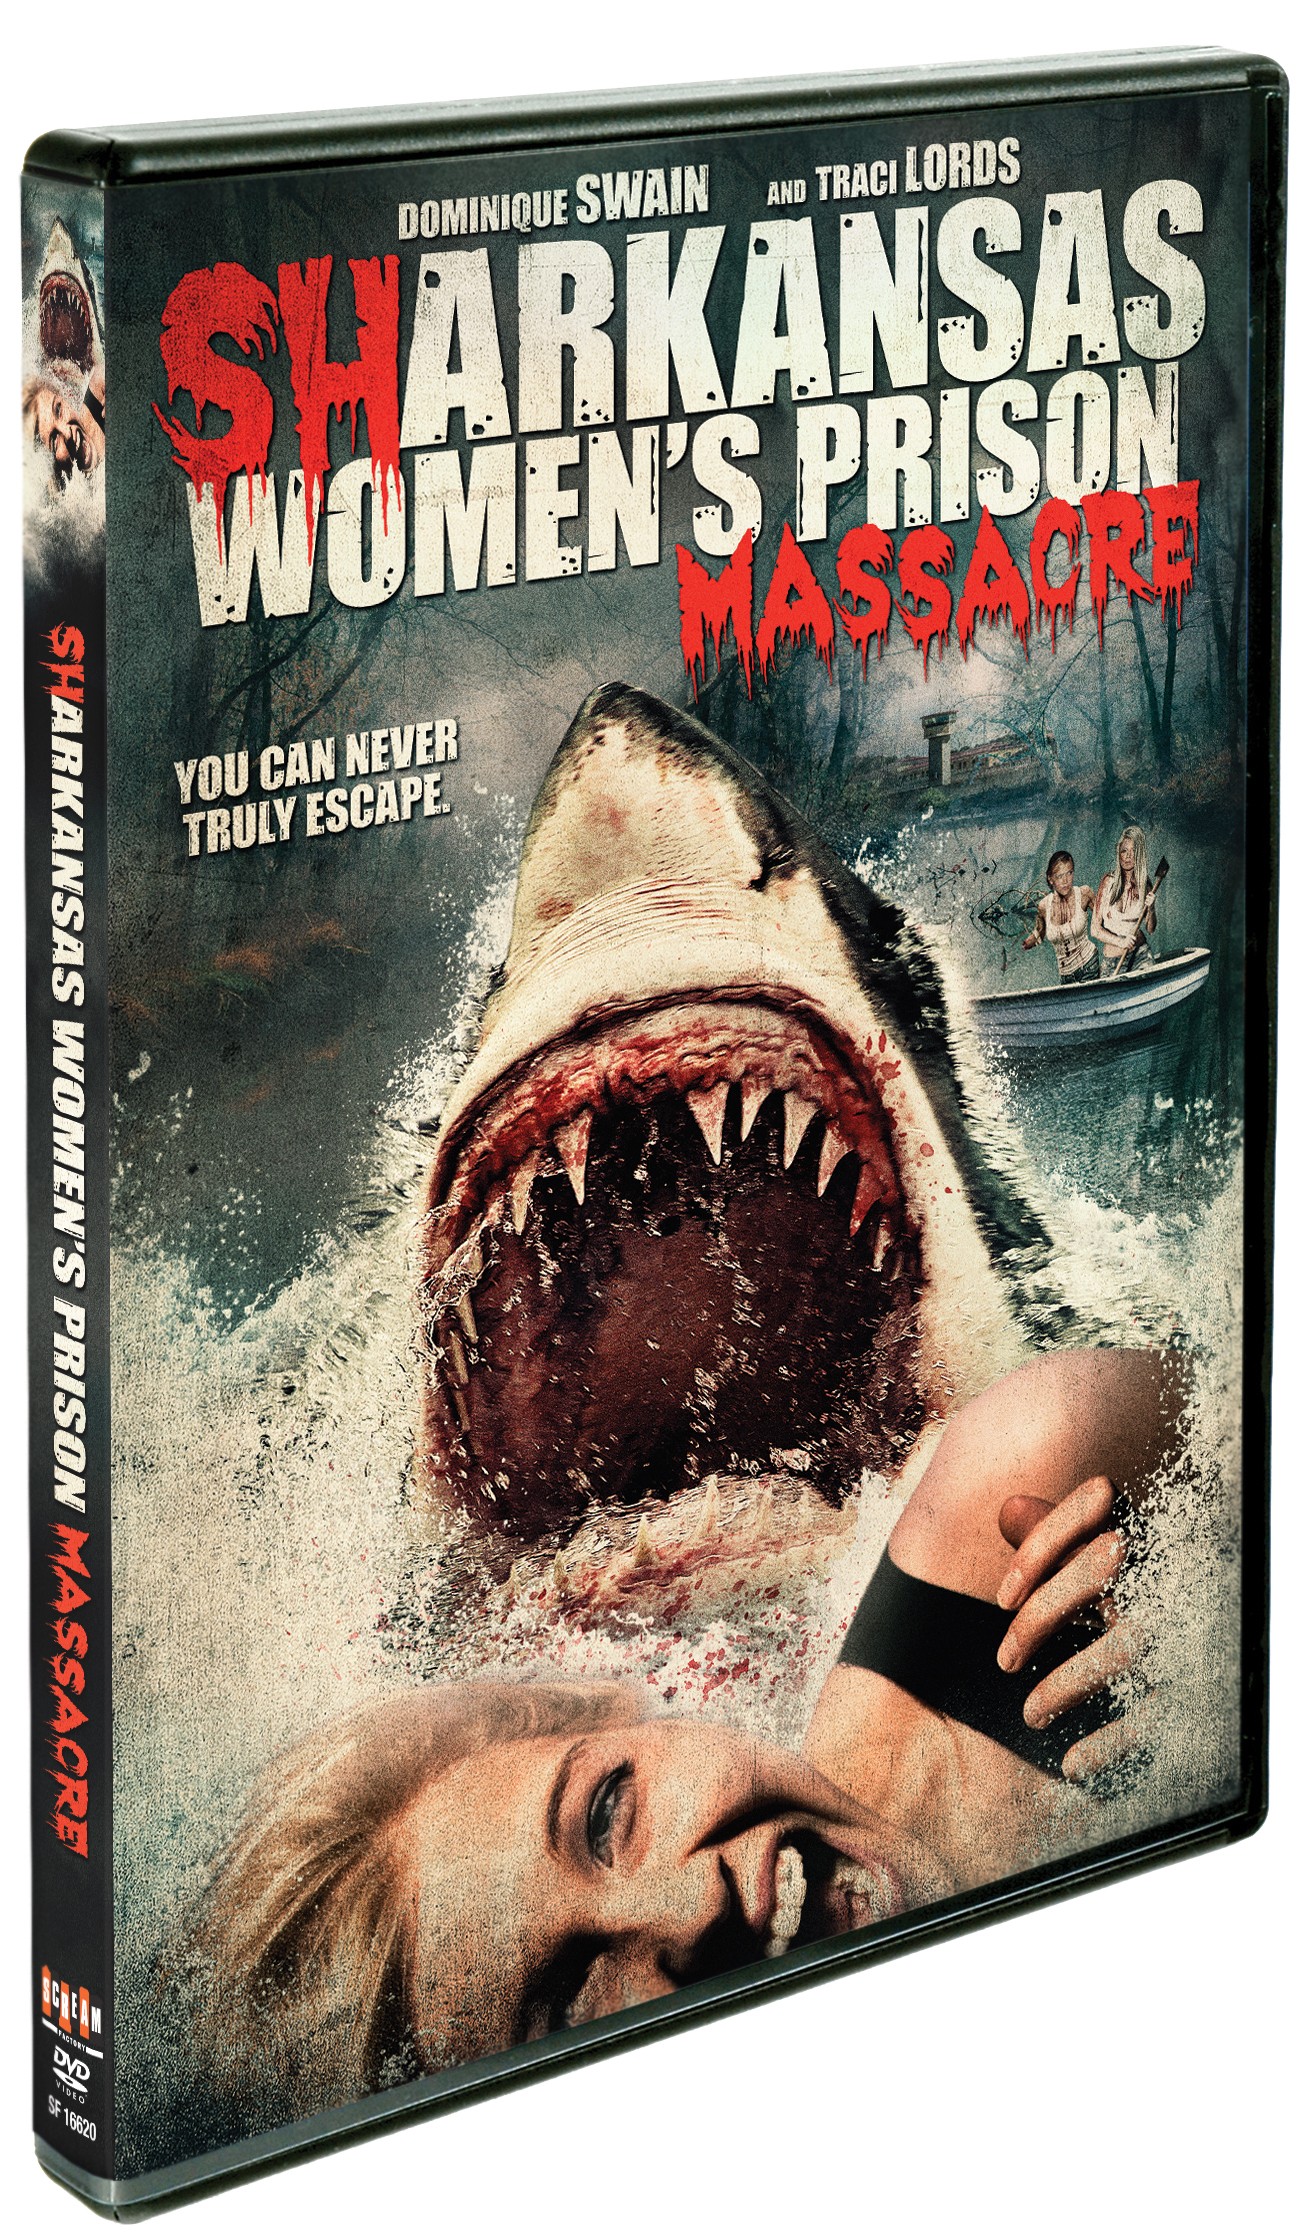 DOMINIQUE SWAIN AND TRACI LORDS
SHARKANSAS
WOMEN'S PRISON
MASSACRE
YOU CAN NEVER
TRULY ESCAPE.
SHARKANSAS WOMEN'S PRISON MASSACRE
SCREAM
FACTORY
DVD
VIDEO
SF 16620